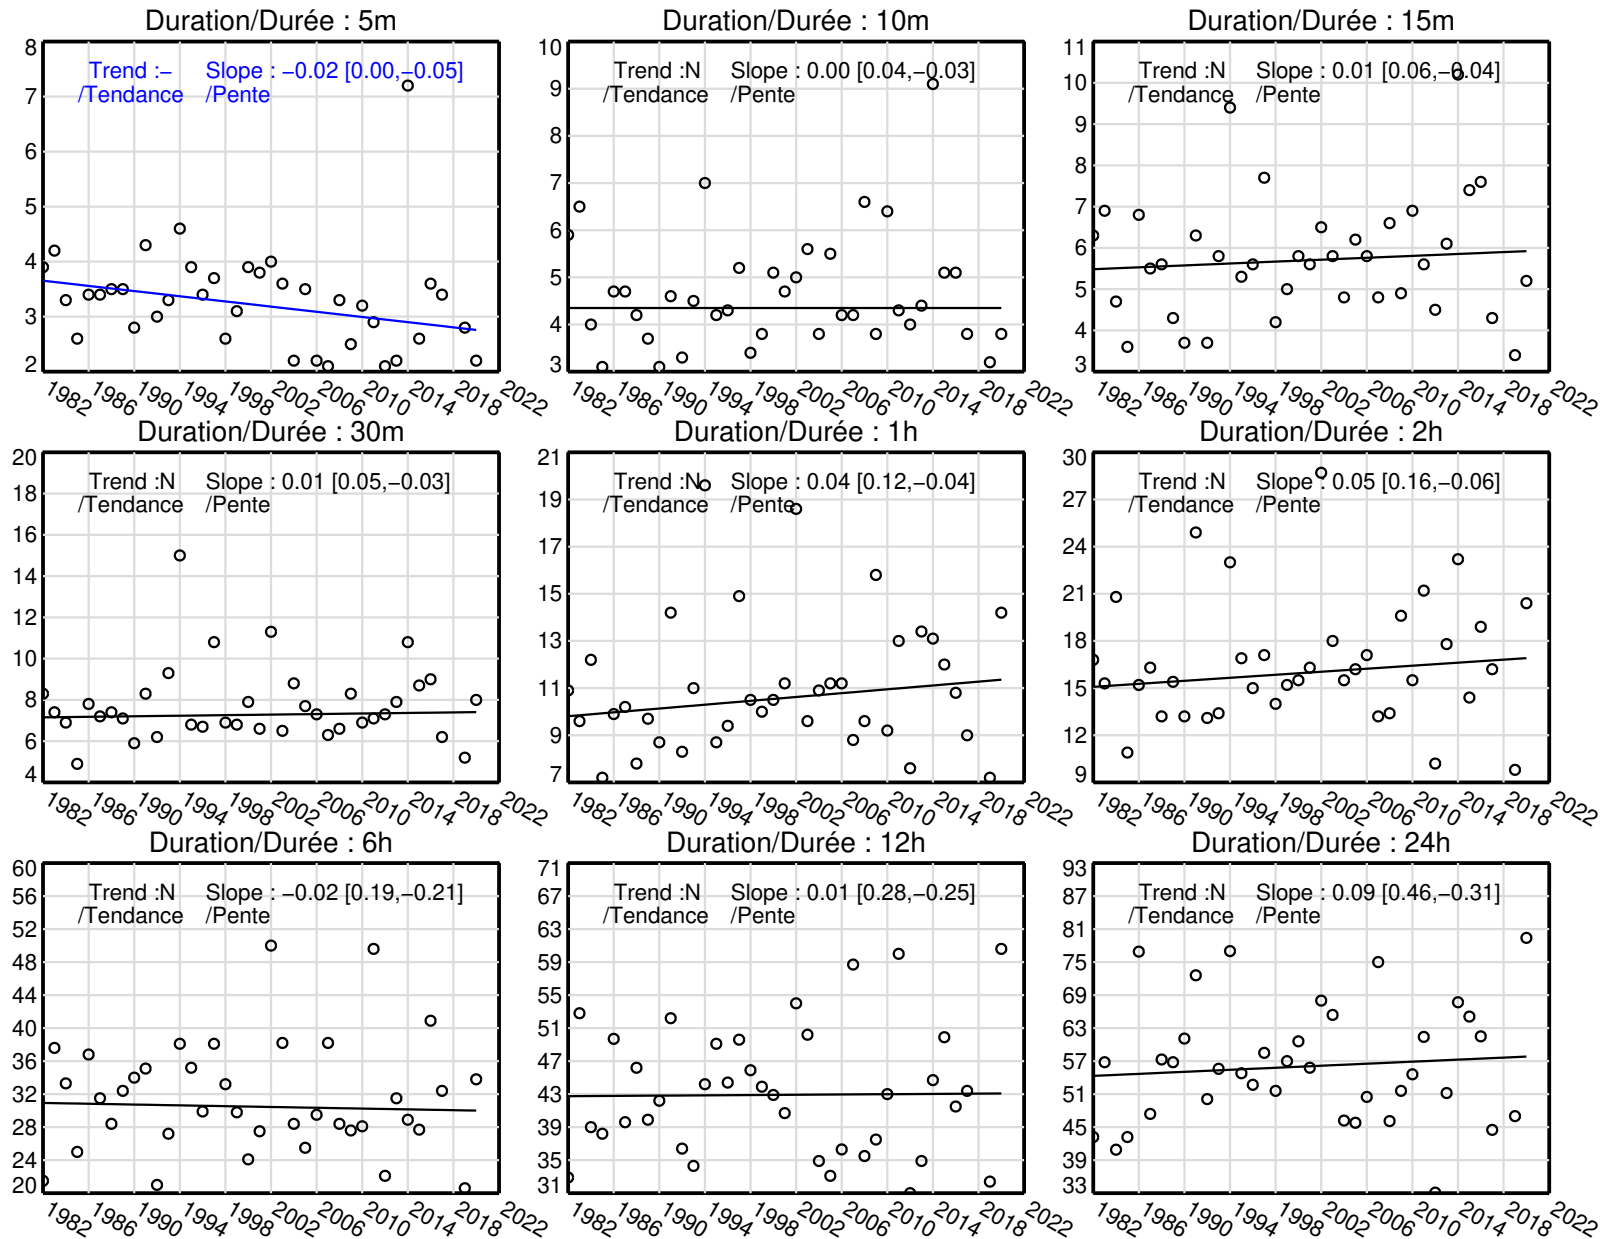 Duration/Durée : 5m
8
7
6
5
4
3
2
Trend :– Slope : −0.02 [0.00,−0.05]
/Tendance /Pente
1982 1986 1990 1994 1998 2002 2006 2010 2014 2018 2022
Duration/Durée : 10m
10
9
8
7
6
5
4
3
Trend :N Slope : 0.00 [0.04,−0.03]
/Tendance /Pente
1982 1986 1990 1994 1998 2002 2006 2010 2014 2018 2022
Duration/Durée : 15m
11
10
9
8
7
6
5
4
3
Trend :N Slope : 0.01 [0.06,−0.04]
/Tendance /Pente
1982 1986 1990 1994 1998 2002 2006 2010 2014 2018 2022
Duration/Durée : 30m
20
18
16
14
12
10
8
6
4
Trend :N Slope : 0.01 [0.05,−0.03]
/Tendance /Pente
1982 1986 1990 1994 1998 2002 2006 2010 2014 2018 2022
Duration/Durée : 1h
21
19
17
15
13
11
9
7
Trend :N Slope : 0.04 [0.12,−0.04]
/Tendance /Pente
1982 1986 1990 1994 1998 2002 2006 2010 2014 2018 2022
Duration/Durée : 2h
30
27
24
21
18
15
12
9
Trend :N Slope : 0.05 [0.16,−0.06]
/Tendance /Pente
1982 1986 1990 1994 1998 2002 2006 2010 2014 2018 2022
Duration/Durée : 6h
60
56
52
48
44
40
36
32
28
24
20
Trend :N Slope : −0.02 [0.19,−0.21]
/Tendance /Pente
1982 1986 1990 1994 1998 2002 2006 2010 2014 2018 2022
Duration/Durée : 12h
71
67
63
59
55
51
47
43
39
35
31
Trend :N Slope : 0.01 [0.28,−0.25]
/Tendance /Pente
1982 1986 1990 1994 1998 2002 2006 2010 2014 2018 2022
Duration/Durée : 24h
93
87
81
75
69
63
57
51
45
39
33
Trend :N Slope : 0.09 [0.46,−0.31]
/Tendance /Pente
1982 1986 1990 1994 1998 2002 2006 2010 2014 2018 2022